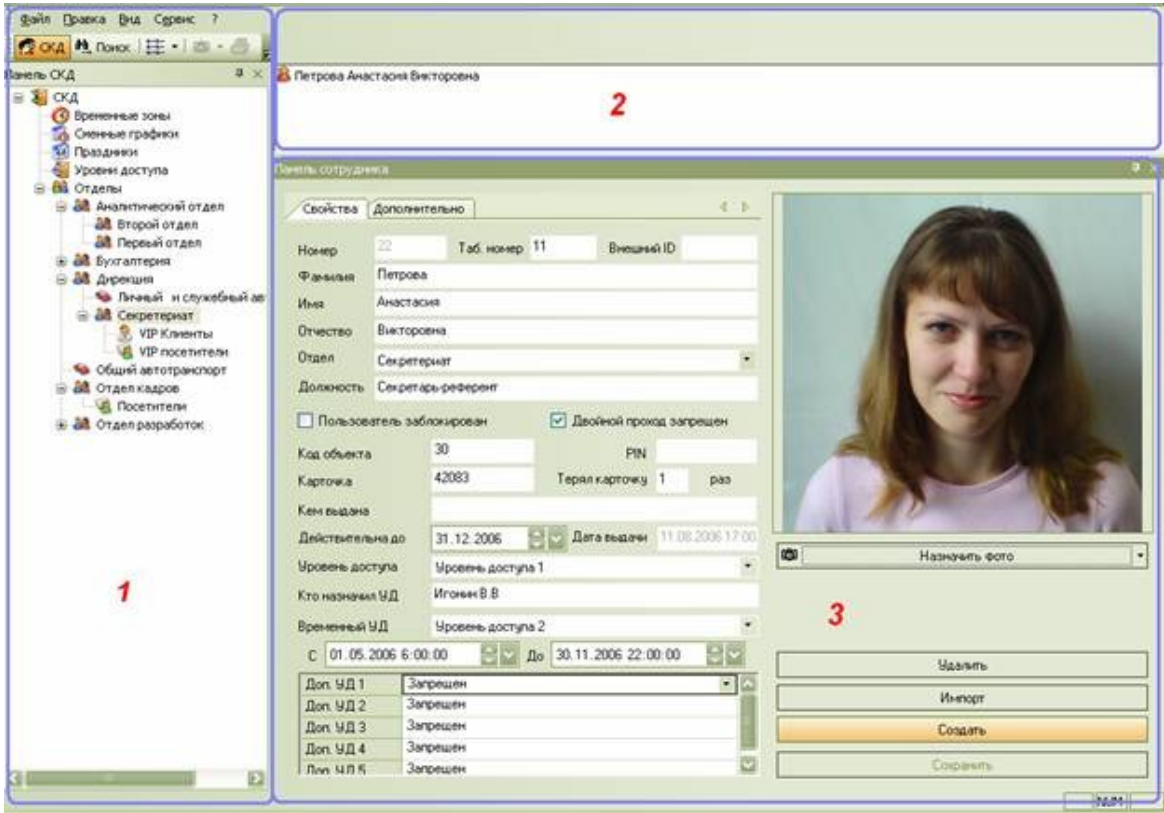 Файл Правка Вид Сервис ?
СКД Поиск
Панель СКД
СКД
Временные зоны
Сменные графики
Праздники
Уровни доступа
Отделы
Аналитический отдел
Второй отдел
Первый отдел
Бухгалтерия
Дирекция
Личный и служебный ав
Секретериат
VIP Клиенты
VIP посетители
Общий автотранспорт
Отдел кадров
Посетители
Отдел разработок
1
Петрова Анастасия Викторовна
2
Панель сотрудника
Свойства Дополнительно
Номер 22 Таб. номер 11 Внешний ID
Фамилия Петрова
Имя Анастасия
Отчество Викторовна
Отдел Секретериат
Должность Секретарь-референт
Пользователь заблокирован Двойной проход запрещен
Код объекта 30 PIN
Карточка 42083 Терял карточку 1 раз
Кем выдана
Действительна до 31.12.2006 Дата выдачи 11.08.2006 17:00
Уровень доступа Уровень доступа 1
Кто назначил УД Игонин В.В
Временный УД Уровень доступа 2
С 01.05.2006 6:00:00 До 30.11.2006 22:00:00
Доп. УД 1 Запрещен
Доп. УД 2 Запрещен
Доп. УД 3 Запрещен
Доп. УД 4 Запрещен
Доп. УД 5 Запрещен
Назначить фото
3
Удалить
Импорт
Создать
Сохранить
NUM